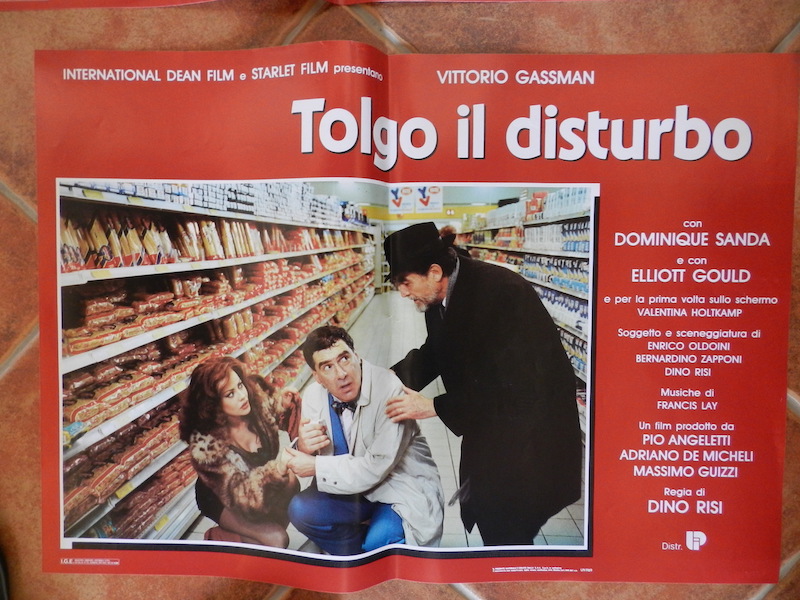 INTERNATIONAL DEAN FILM e STARLET FILM presentano
VITTORIO GASSMAN
Tolgo il disturbo
con
DOMINIQUE SANDA
e con
ELLIOTT GOULD
e per la prima volta sullo schermo
VALENTINA HOLTKAMP
Soggetto e sceneggiatura di
ENRICO OLDOINI
BERNARDINO ZAPPONI
DINO RISI
Musiche di
FRANCIS LAY
Un film prodotto da
PIO ANGELETTI
ADRIANO DE MICHELI
MASSIMO GUIZZI
Regia di
DINO RISI
Distr.
I.G.E.